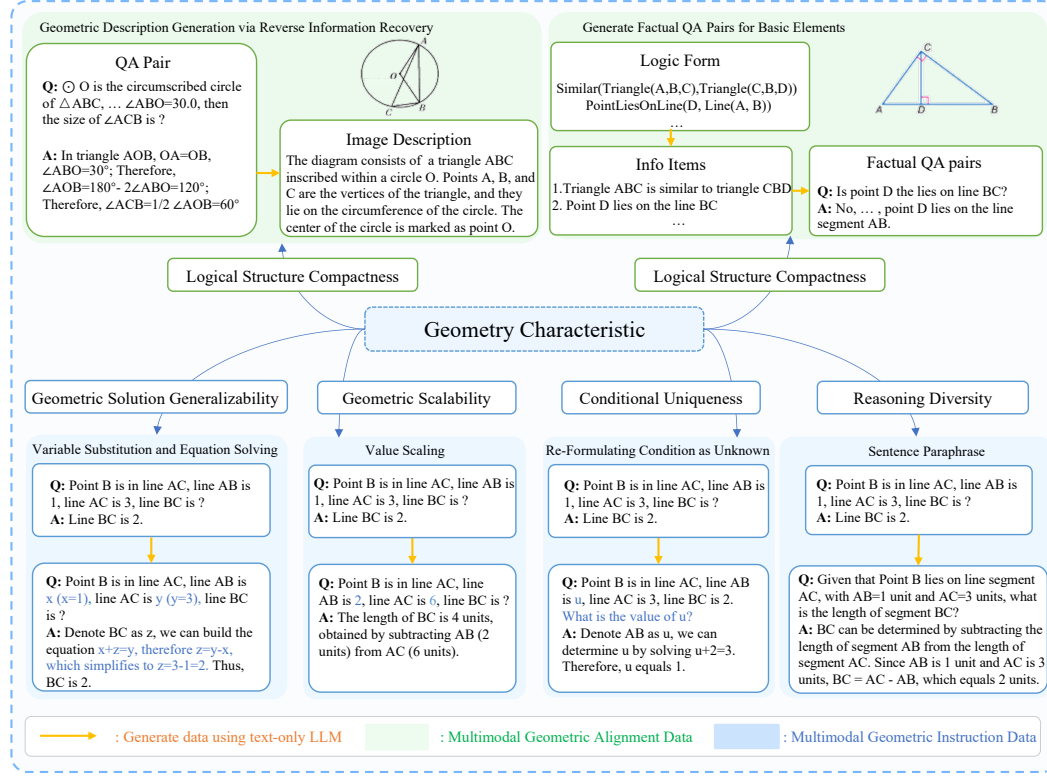 Geometric Description Generation via Reverse Information Recovery
QA Pair
Q: ⊙ O is the circumscribed circle
of △ABC, … ∠ABO=30.0, then
the size of ∠ACB is ?
A: In triangle AOB, OA=OB,
∠ABO=30°; Therefore,
∠AOB=180°- 2∠ABO=120°;
Therefore, ∠ACB=1/2 ∠AOB=60°
A
O
B
C
Image Description
The diagram consists of a triangle ABC
inscribed within a circle O. Points A, B, and
C are the vertices of the triangle, and they
lie on the circumference of the circle. The
center of the circle is marked as point O.
Generate Factual QA Pairs for Basic Elements
Logic Form
Similar(Triangle(A,B,C),Triangle(C,B,D))
PointLiesOnLine(D, Line(A, B))
…
C
A
D
B
Info Items
1.Triangle ABC is similar to triangle CBD
2. Point D lies on the line BC
…
Factual QA pairs
Q: Is point D the lies on line BC?
A: No, … , point D lies on the line
segment AB.
Logical Structure Compactness
Logical Structure Compactness
Geometry Characteristic
Geometric Solution Generalizability
Geometric Scalability
Conditional Uniqueness
Reasoning Diversity
Variable Substitution and Equation Solving
Q: Point B is in line AC, line AB is
1, line AC is 3, line BC is ?
A: Line BC is 2.
Q: Point B is in line AC, line AB is
x (x=1), line AC is y (y=3), line BC
is ?
A: Denote BC as z, we can build the
equation x+z=y, therefore z=y-x,
which simplifies to z=3-1=2. Thus,
BC is 2.
Value Scaling
Q: Point B is in line AC, line AB is
1, line AC is 3, line BC is ?
A: Line BC is 2.
Q: Point B is in line AC, line
AB is 2, line AC is 6, line BC is ?
A: The length of BC is 4 units,
obtained by subtracting AB (2
units) from AC (6 units).
Re-Formulating Condition as Unknown
Q: Point B is in line AC, line AB is
1, line AC is 3, line BC is ?
A: Line BC is 2.
Q: Point B is in line AC, line AB
is u, line AC is 3, line BC is 2.
What is the value of u?
A: Denote AB as u, we can
determine u by solving u+2=3.
Therefore, u equals 1.
Sentence Paraphrase
Q: Point B is in line AC, line AB is
1, line AC is 3, line BC is ?
A: Line BC is 2.
Q: Given that Point B lies on line segment
AC, with AB=1 unit and AC=3 units, what
is the length of segment BC?
A: BC can be determined by subtracting the
length of segment AB from the length of
segment AC. Since AB is 1 unit and AC is 3
units, BC = AC - AB, which equals 2 units.
: Generate data using text-only LLM
: Multimodal Geometric Alignment Data
: Multimodal Geometric Instruction Data